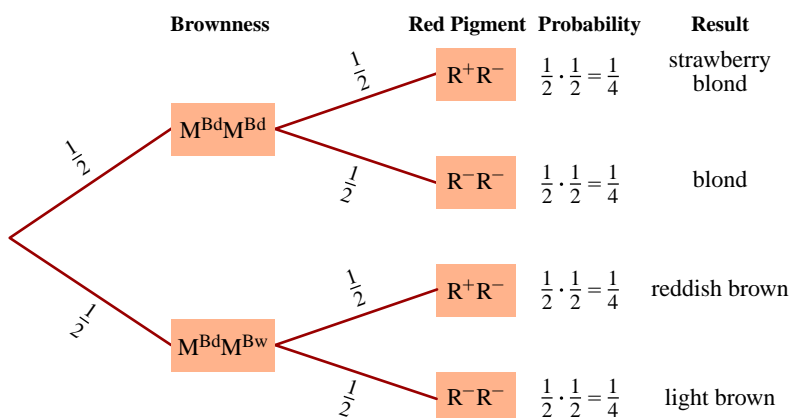 Brownness Red Pigment Probability Result
1/2 R⁺R⁻ 1/2 · 1/2 = 1/4 strawberry
blond
1/2 MᴮᵈMᴮᵈ
1/2 R⁻R⁻ 1/2 · 1/2 = 1/4 blond
1/2 R⁺R⁻ 1/2 · 1/2 = 1/4 reddish brown
1/2 MᴮᵈMᴮʷ
1/2 R⁻R⁻ 1/2 · 1/2 = 1/4 light brown